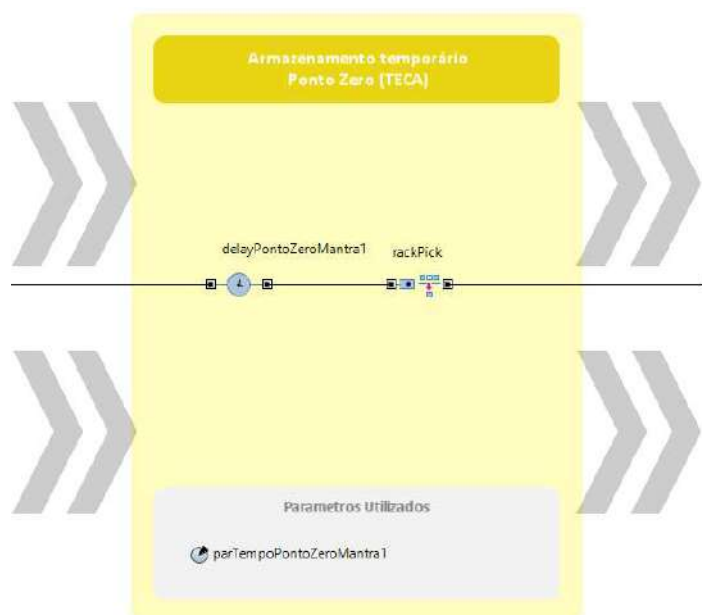 Armazenamento temporário
Ponto Zero (TECA)
delayPontoZeroMantra1
rackPick
Parametros Utilizados
parTempoPontoZeroMantra1